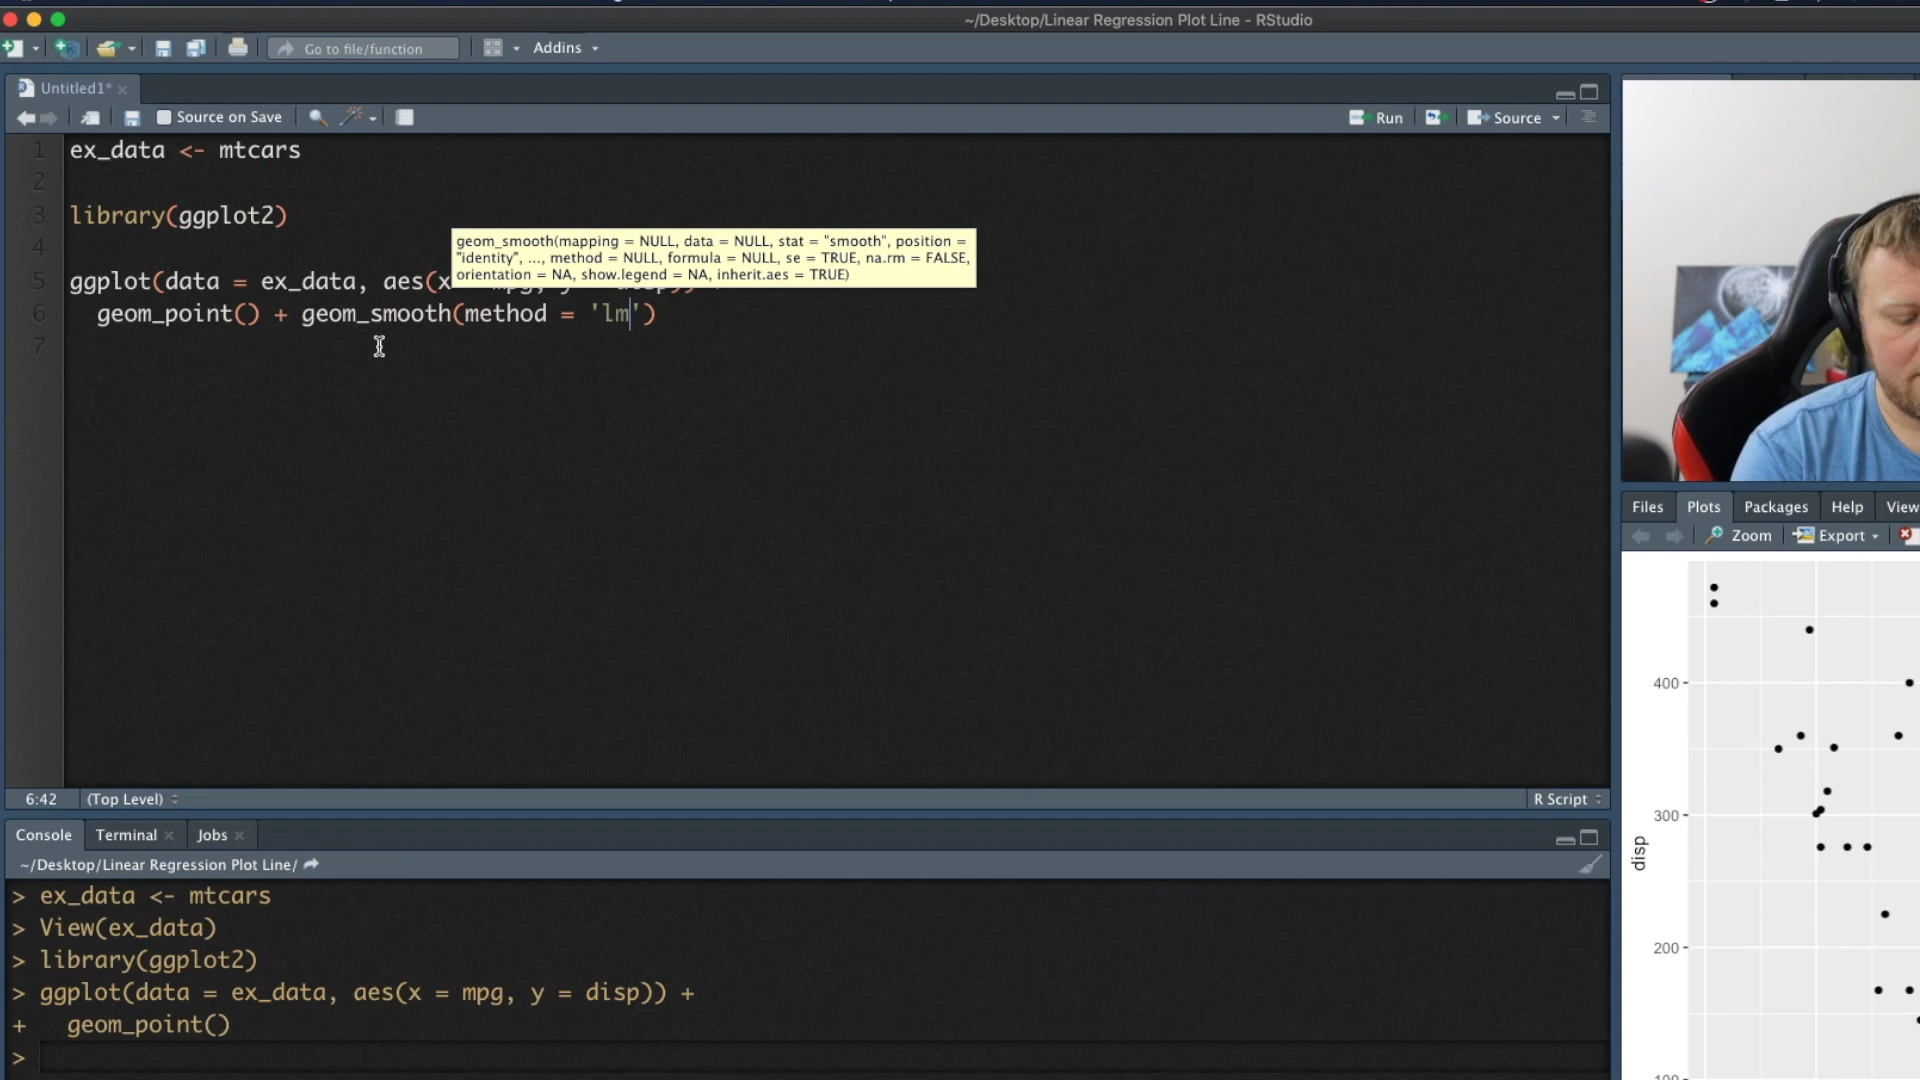 ~/Desktop/Linear Regression Plot Line - RStudio
Go to file/function
Addins
Untitled1*
Source on Save
Run
Source
1 ex_data <- mtcars
2
3 library(ggplot2)
4
geom_smooth(mapping = NULL, data = NULL, stat = "smooth", position =
"identity", ..., method = NULL, formula = NULL, se = TRUE, na.rm = FALSE,
orientation = NA, show.legend = NA, inherit.aes = TRUE)
5 ggplot(data = ex_data, aes(x
6 geom_point() + geom_smooth(method = 'lm')
7
6:42
(Top Level)
R Script
Console
Terminal
Jobs
~/Desktop/Linear Regression Plot Line/
> ex_data <- mtcars
> View(ex_data)
> library(ggplot2)
> ggplot(data = ex_data, aes(x = mpg, y = disp)) +
+ geom_point()
>
Files
Plots
Packages
Help
View
Zoom
Export
400
300
200
disp